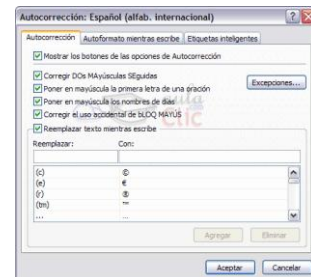 Autocorrección: Español (alfab. internacional)
Autocorrección Autoformato mientras escribe Etiquetas inteligentes
Mostrar los botones de las opciones de Autocorrección
Corregir DOs MAyúsculas SEguidas
Excepciones...
Poner en mayúscula la primera letra de una oración
Poner en mayúscula los nombres de días
Corregir el uso accidental de bLOQ MAYÚS
Reemplazar texto mientras escribe
Reemplazar: Con:
(c) ©
(e) €
(r) ®
(tm) ™
... …
Agregar Eliminar
Aceptar Cancelar